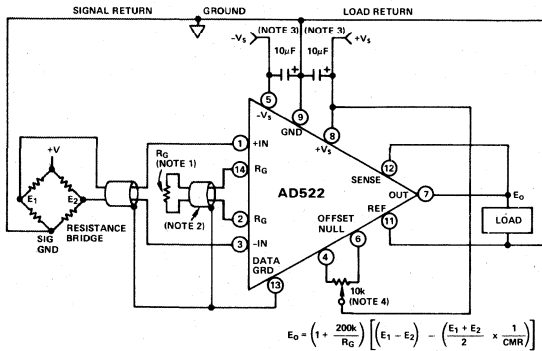 SIGNAL RETURN GROUND LOAD RETURN
–Vs (NOTE 3) (NOTE 3) +Vs
10μF 10μF
+ +
5 9 8
–Vs GND +Vs
1 +IN
RG (NOTE 1)
14 RG
12 SENSE
+V
E1 E2
AD522
OUT 7 Eo
2 RG
REF 11
LOAD
(NOTE 2)
OFFSET NULL
3 –IN
SIG GND
RESISTANCE BRIDGE
DATA GRD
4 6
13
10k
(NOTE 4)
Eo = (1 + 200k / RG) [(E1 – E2) – (E1 + E2 / 2 x 1 / CMR)]